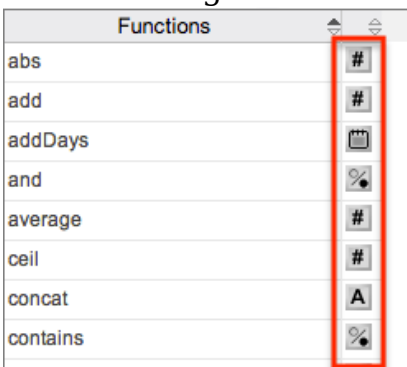 Functions
abs #
add #
addDays
and
average #
ceil #
concat A
contains